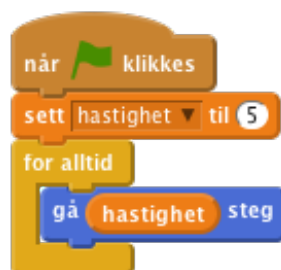 når klikkes
sett hastighet til 5
for alltid
gå hastighet steg